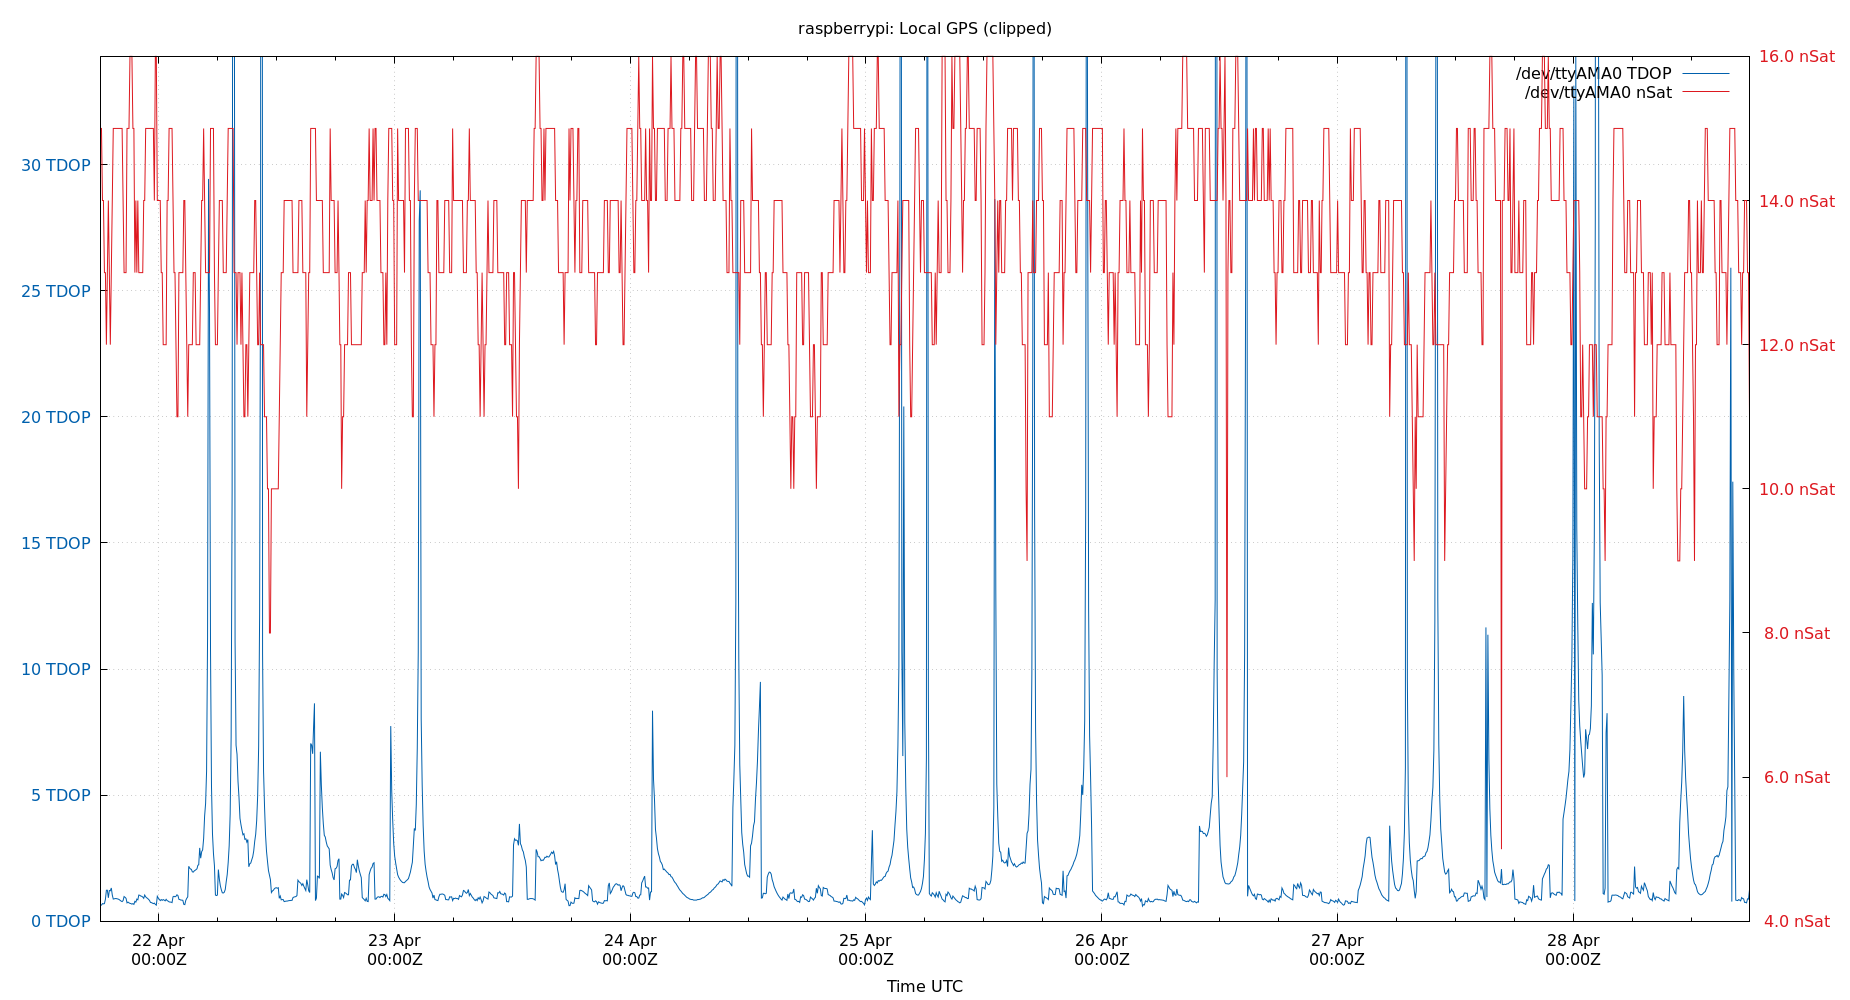 raspberrypi: Local GPS (clipped)
/dev/ttyAMA0 TDOP
/dev/ttyAMA0 nSat
30 TDOP
25 TDOP
20 TDOP
15 TDOP
10 TDOP
5 TDOP
0 TDOP
16.0 nSat
14.0 nSat
12.0 nSat
10.0 nSat
8.0 nSat
6.0 nSat
4.0 nSat
22 Apr
00:00Z
23 Apr
00:00Z
24 Apr
00:00Z
25 Apr
00:00Z
26 Apr
00:00Z
27 Apr
00:00Z
28 Apr
00:00Z
Time UTC